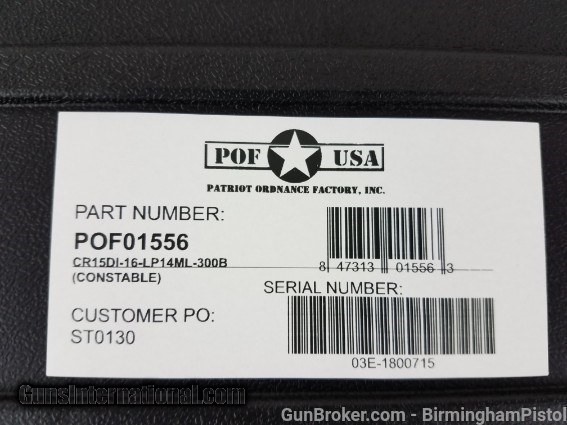 POF USA
PATRIOT ORDNANCE FACTORY, INC.
PART NUMBER:
POF01556
CR15DI-16-LP14ML-300B
(CONSTABLE)
8 47313 01556 3
SERIAL NUMBER:
03E-1800715
CUSTOMER PO:
ST0130
GunsInternational.com
GunBroker.com - BirminghamPistol